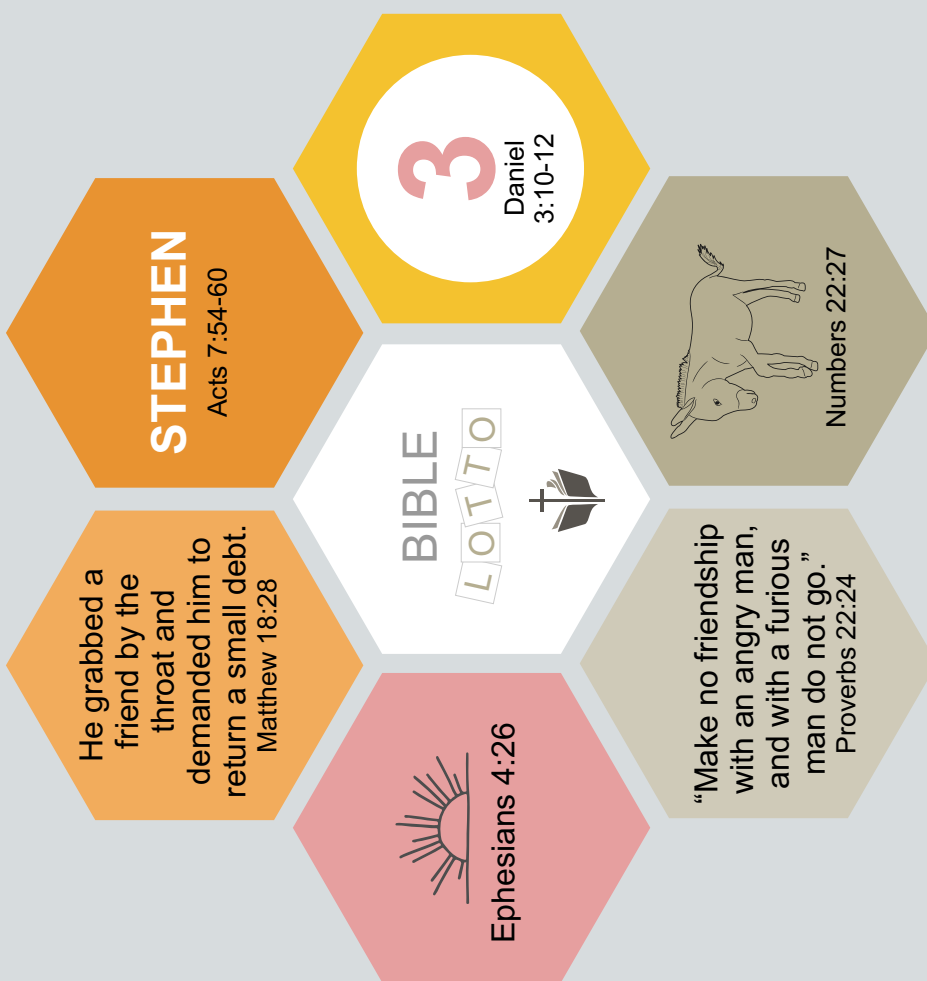 He grabbed a
friend by the
throat and
demanded him to
return a small debt.
Matthew 18:28
STEPHEN
Acts 7:54-60
Ephesians 4:26
BIBLE
LOTTO
3
Daniel
3:10-12
“Make no friendship
with an angry man,
and with a furious
man do not go.”
Proverbs 22:24
Numbers 22:27